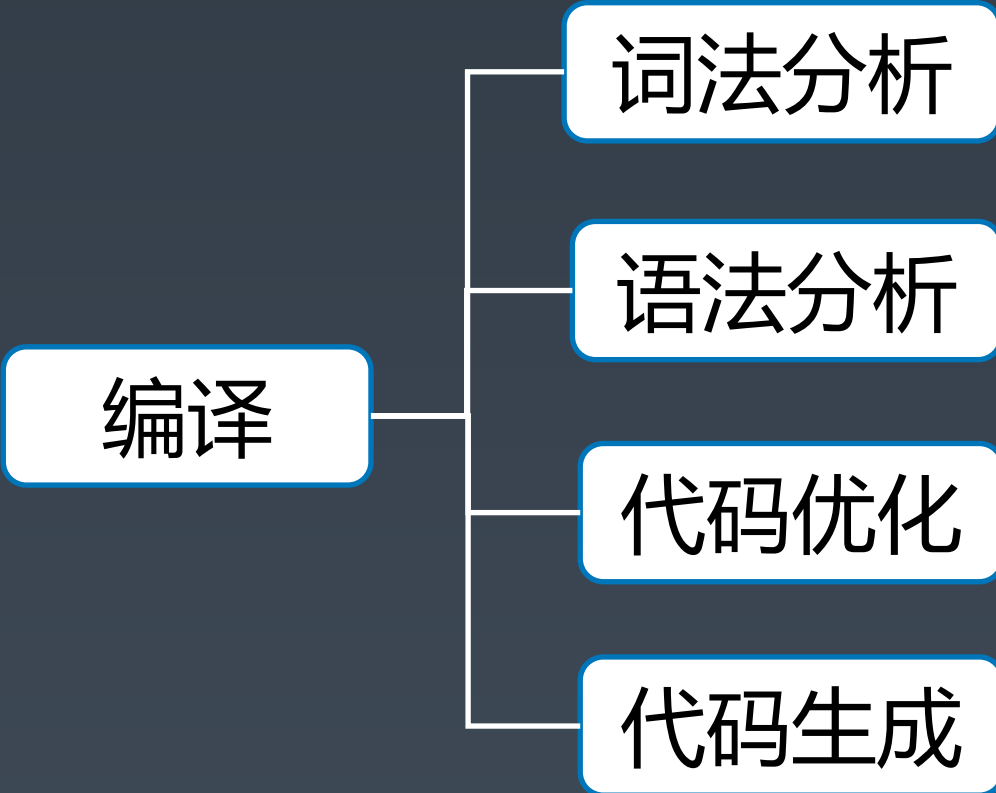 词法分析
语法分析
编译
代码优化
代码生成